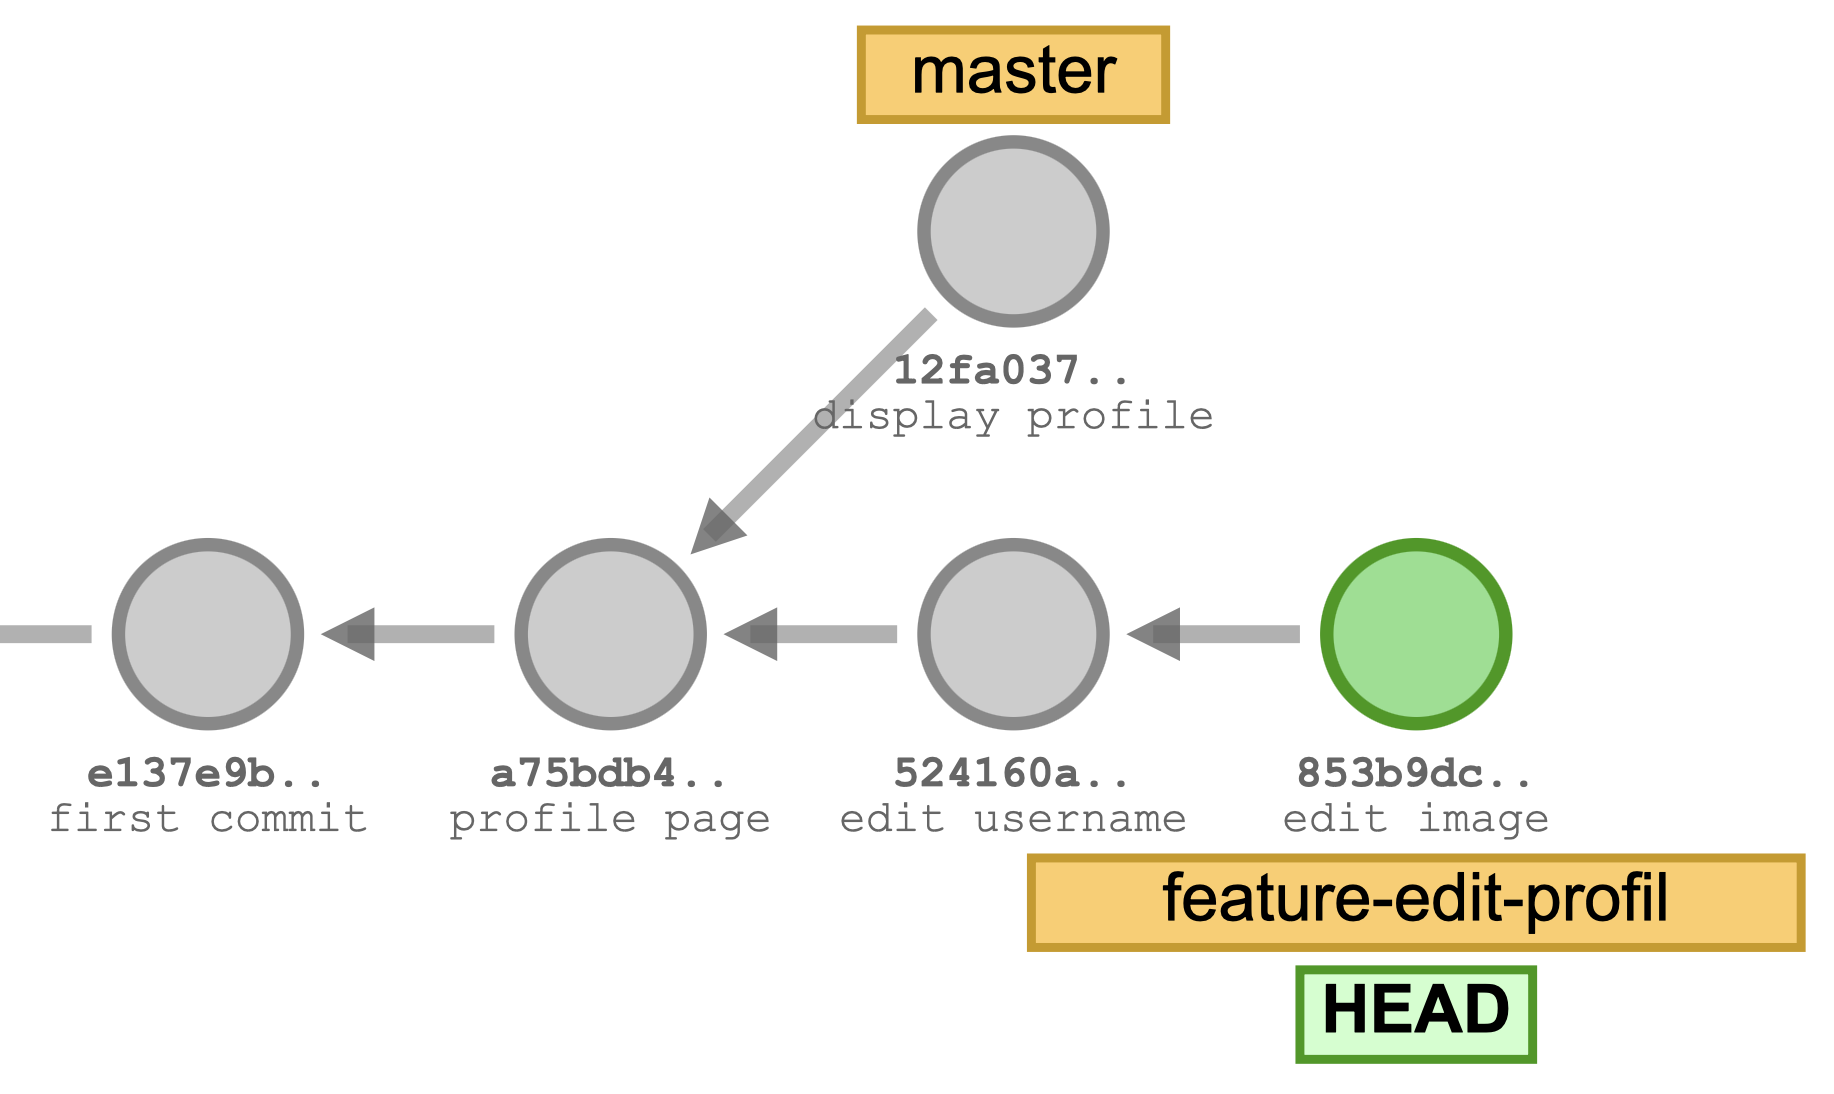 master
12fa037..
display profile
e137e9b..
first commit
a75bdb4..
profile page
524160a..
edit username
853b9dc..
edit image
feature-edit-profil
HEAD